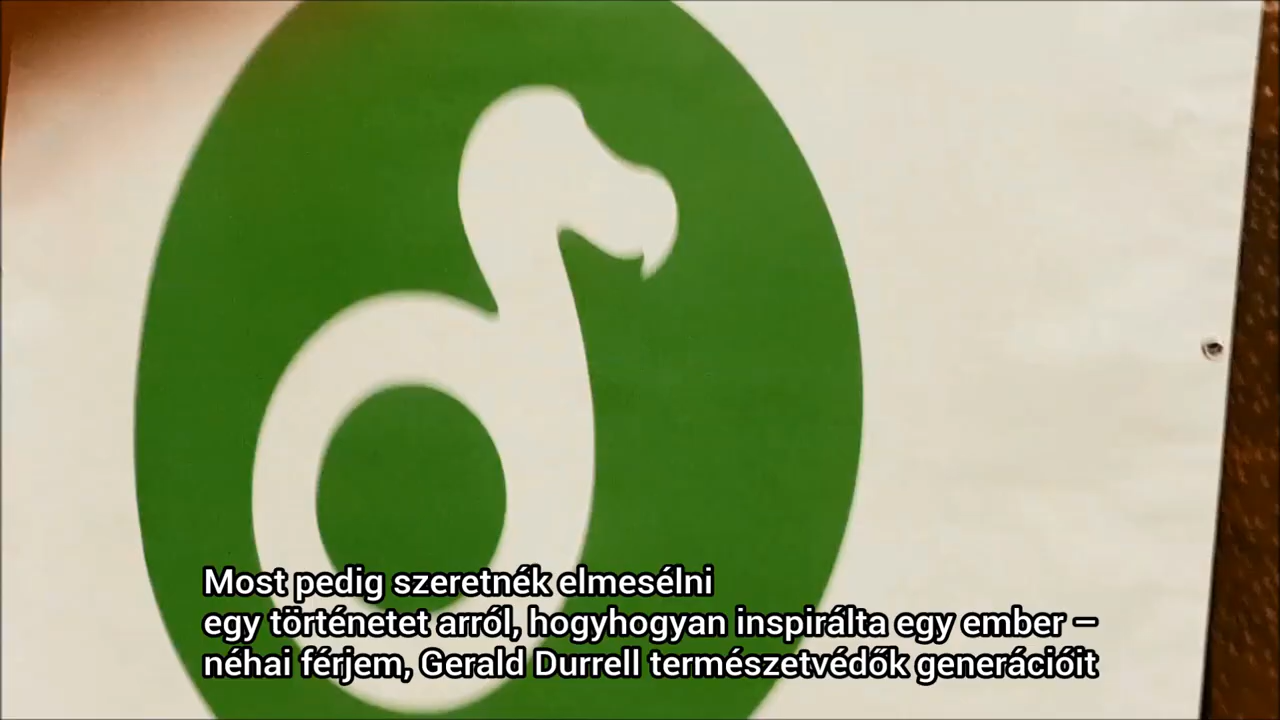 Most pedig szeretnék elmesélni
egy történetet arról, hogyhogyan inspirálta egy ember –
néhai férjem, Gerald Durrell természetvédők generációit